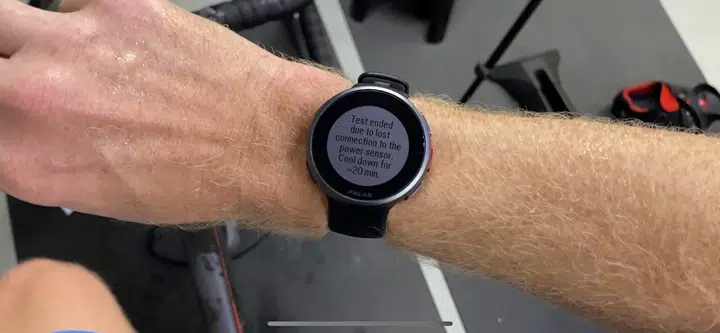 Test ended
due to lost
connection to the
power sensor.
Cool down for
~20 min.
POLAR